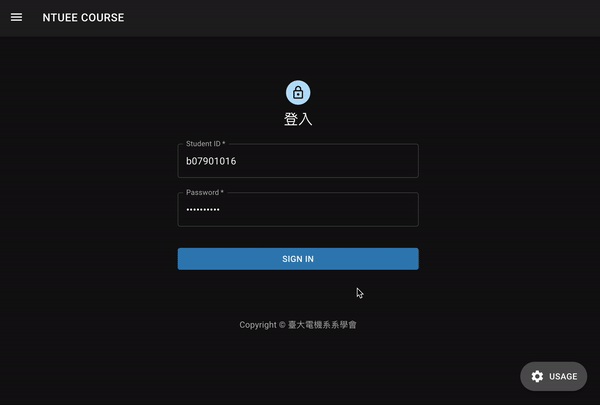 NTUEE COURSE
登入
Student ID *
b07901016
Password *
••••••••••
SIGN IN
Copyright © 臺大電機系系學會
USAGE